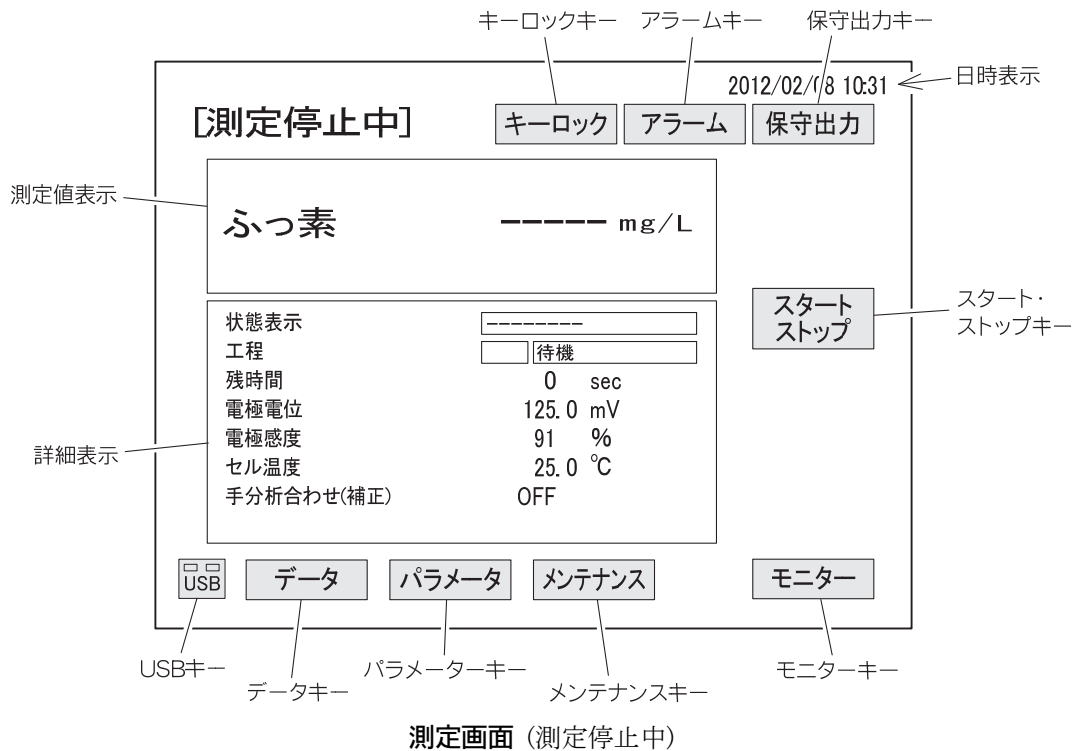 キーロックキー アラームキー 保守出力キー
2012/02/08 10:31 日時表示
[測定停止中] キーロック アラーム 保守出力
測定値表示
ふっ素 ----- mg/L
スタート ストップ
スタート・
ストップキー
状態表示 --------
工程 待機
残時間 0 sec
電極電位 125.0 mV
電極感度 91 %
詳細表示
セル温度 25.0 ℃
手分析合わせ(補正) OFF
USB データ パラメータ メンテナンス モニター
USBキー パラメーターキー モニターキー
データキー メンテナンスキー
測定画面（測定停止中）